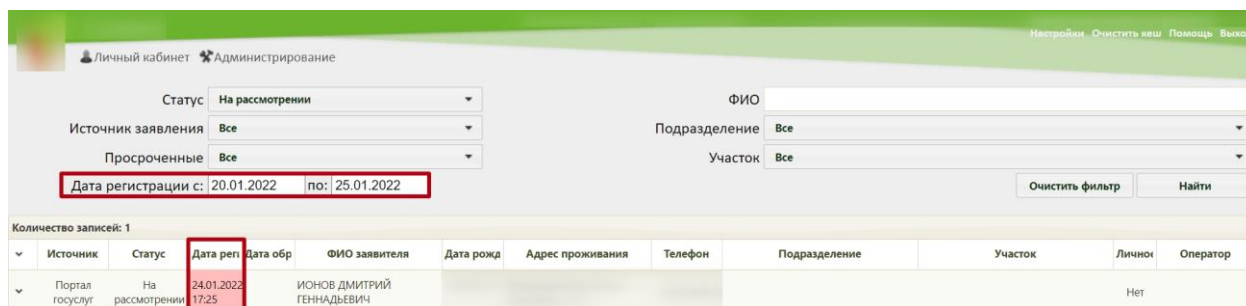 Настройки Очистить кеш Помощь Выхо
Личный кабинет Администрирование
Статус На рассмотрении ФИО
Источник заявления Все Подразделение Все
Просроченные Все Участок Все
Дата регистрации с: 20.01.2022 по: 25.01.2022 Очистить фильтр Найти
Количество записей: 1
Источник Статус Дата реги Дата обр ФИО заявителя Дата рожд Адрес проживания Телефон Подразделение Участок Лично Оператор
Портал На 24.01.2022 ИОНОВ ДМИТРИЙ Нет
госуслуг рассмотрении 17:25 ГЕННАДЬЕВИЧ